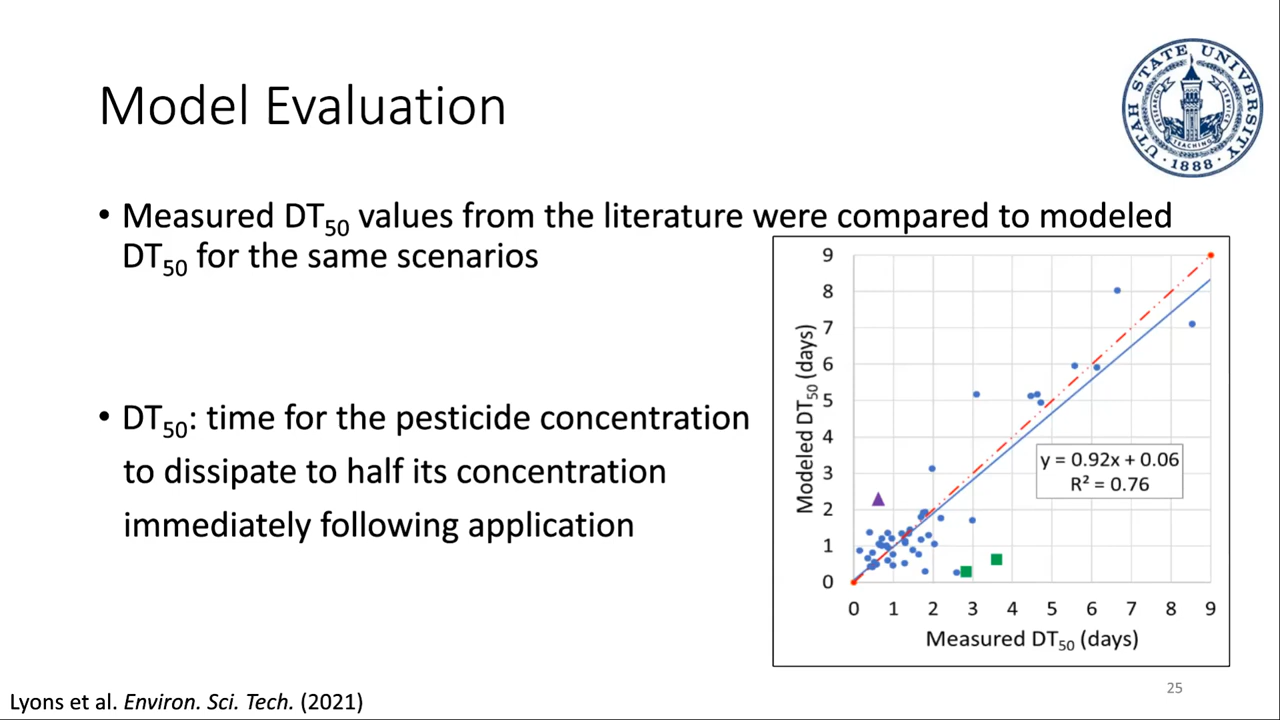 Model Evaluation
UTAH STATE UNIVERSITY
RESEARCH SERVICE
TEACHING
· 1888 ·
• Measured DT₅₀ values from the literature were compared to modeled
DT₅₀ for the same scenarios
• DT₅₀: time for the pesticide concentration
to dissipate to half its concentration
immediately following application
9
8
7
6
5
4
3
2
1
0
Modeled DT₅₀ (days)
y = 0.92x + 0.06
R² = 0.76
0 1 2 3 4 5 6 7 8 9
Measured DT₅₀ (days)
Lyons et al. Environ. Sci. Tech. (2021)
25